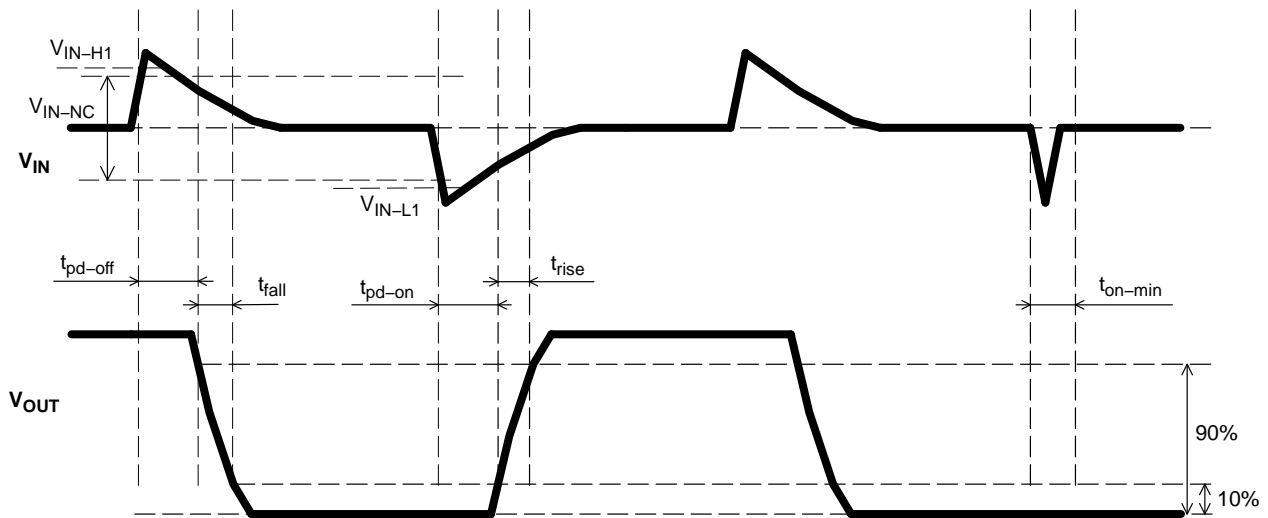 VIN–H1
VIN–NC
VIN
VIN–L1
tpd–off
tfall
tpd–on
trise
ton–min
VOUT
90%
10%